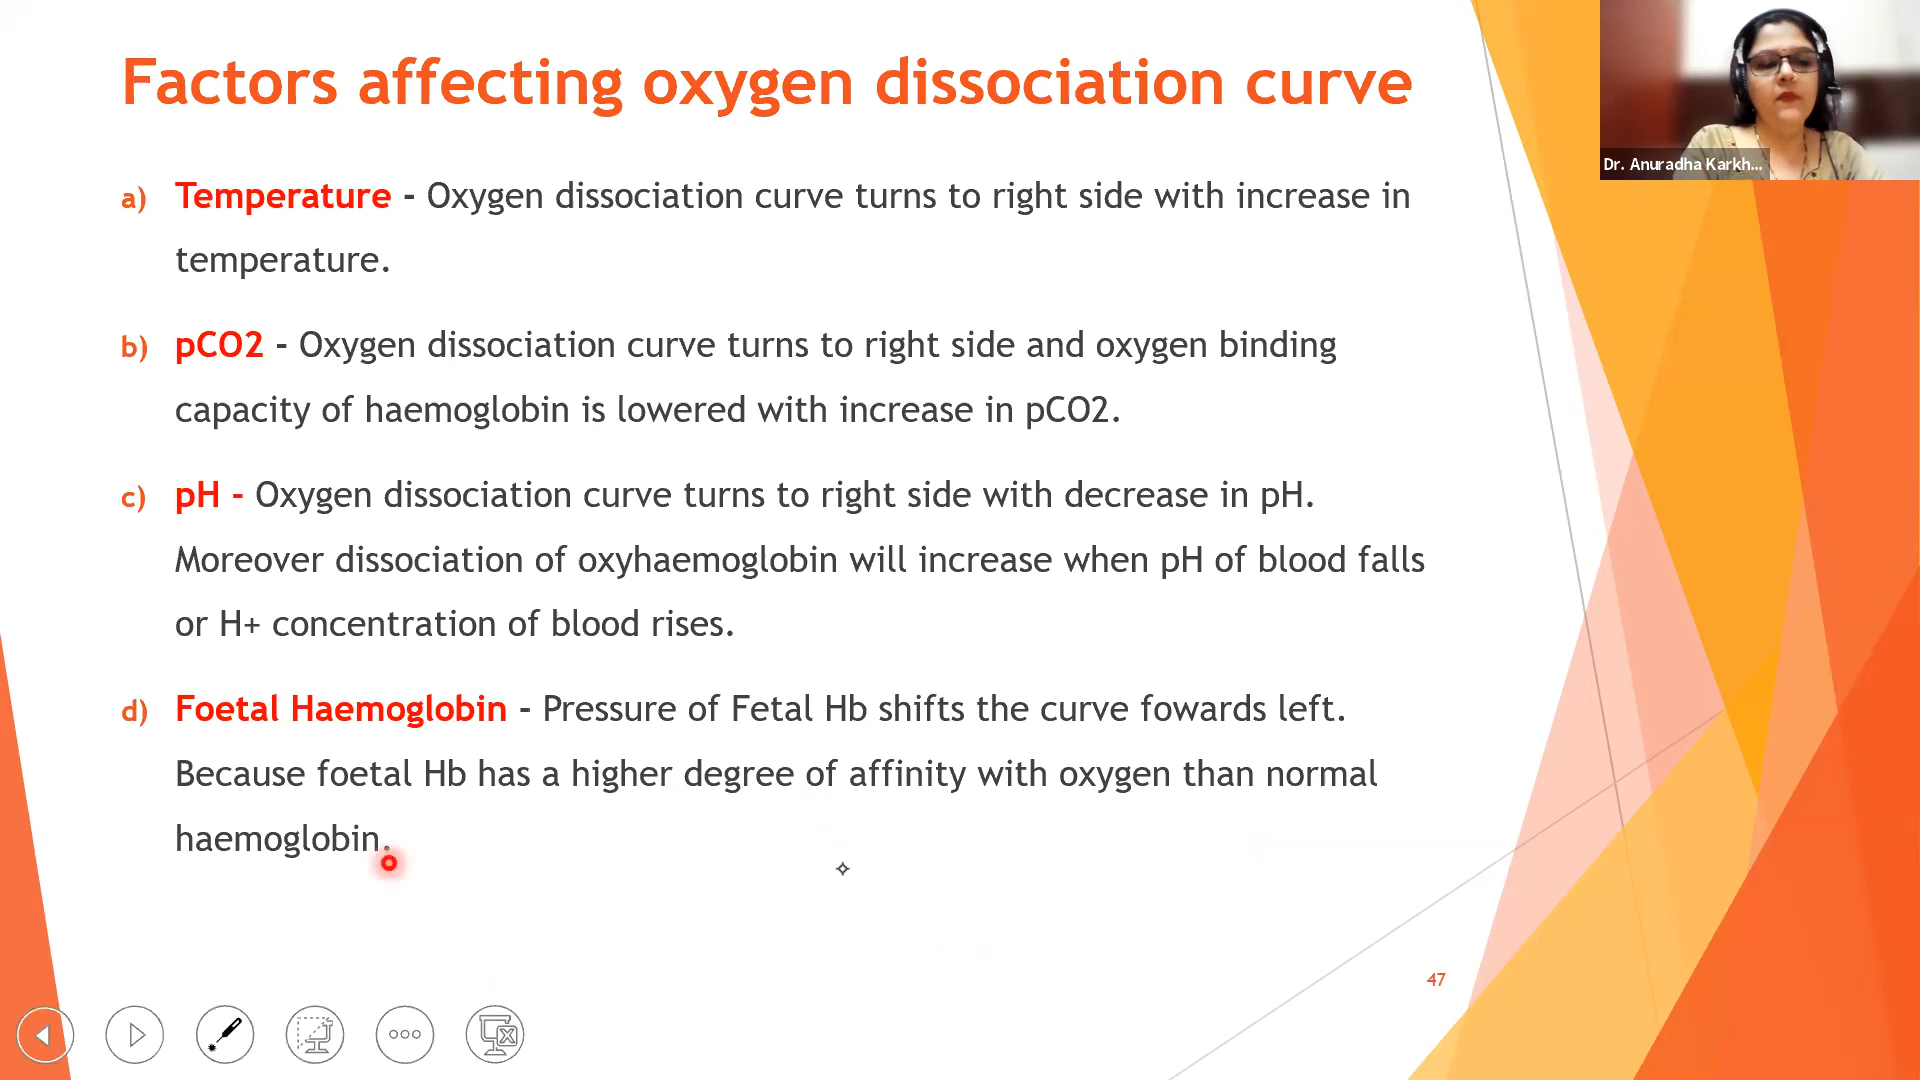 Factors affecting oxygen dissociation curve
Dr. Anuradha Karkh...
a) Temperature - Oxygen dissociation curve turns to right side with increase in
temperature.
b) pCO2 - Oxygen dissociation curve turns to right side and oxygen binding
capacity of haemoglobin is lowered with increase in pCO2.
c) pH - Oxygen dissociation curve turns to right side with decrease in pH.
Moreover dissociation of oxyhaemoglobin will increase when pH of blood falls
or H+ concentration of blood rises.
d) Foetal Haemoglobin - Pressure of Fetal Hb shifts the curve fowards left.
Because foetal Hb has a higher degree of affinity with oxygen than normal
haemoglobin.
47